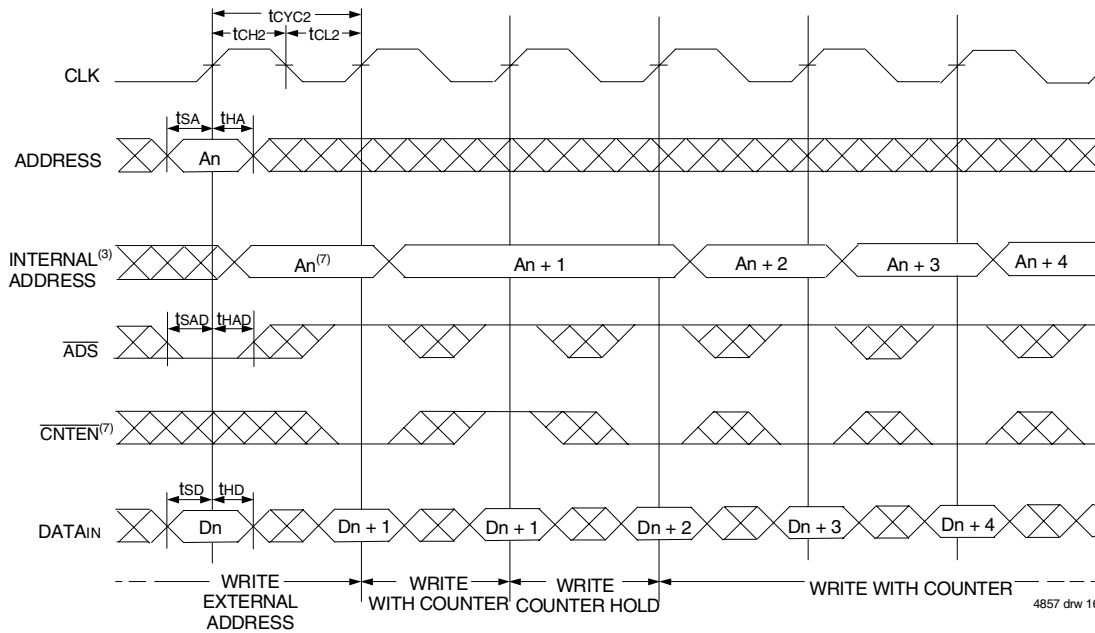 tCYC2
tCH2 tCL2
CLK
tSA tHA
ADDRESS An
INTERNAL(3)
ADDRESS
An(7) An + 1 An + 2 An + 3 An + 4
tSAD tHAD
ADS
CNTEN(7)
tSD tHD
DATAIN Dn Dn + 1 Dn + 1 Dn + 2 Dn + 3 Dn + 4
WRITE
EXTERNAL
ADDRESS
WRITE
WITH COUNTER
WRITE
COUNTER HOLD
WRITE WITH COUNTER
4857 drw 16